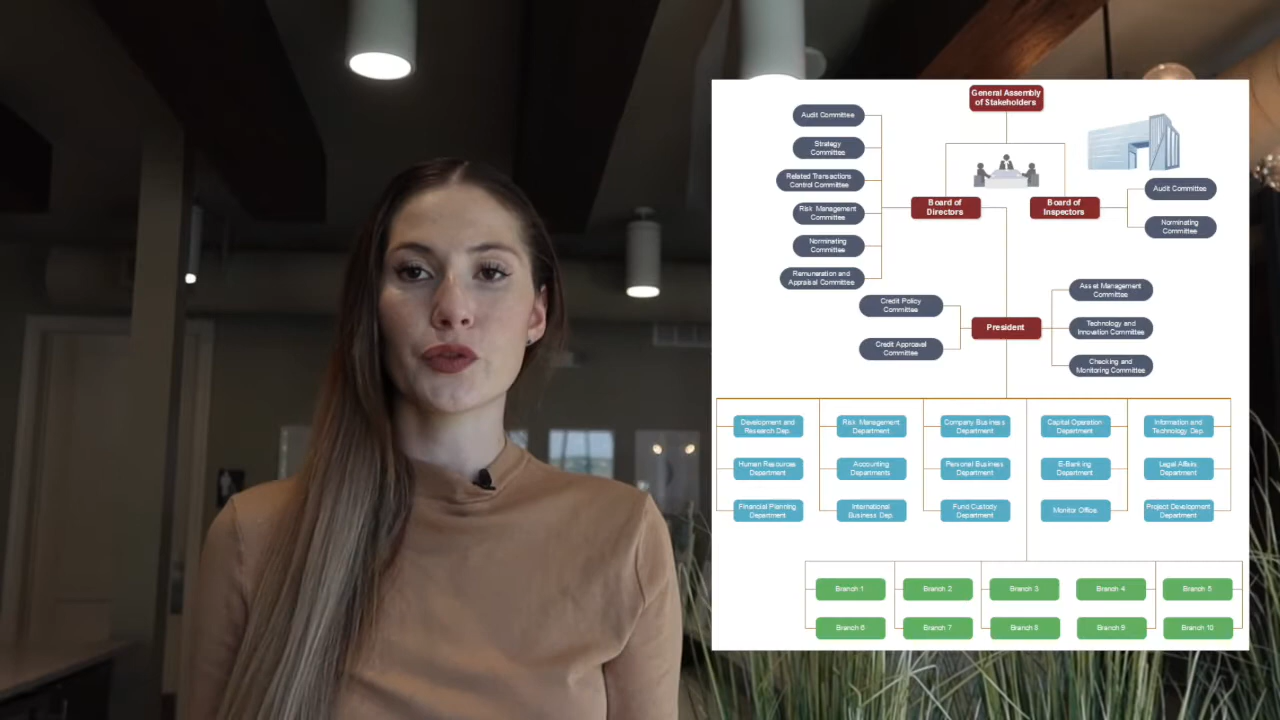 General Assembly
of Stakeholders
Audit Committee
Strategy
Committee
Related Transactions
Control Committee
Risk Management
Committee
Norminating
Committee
Remuneration and
Appraisal Committee
Board of
Directors
Board of
Inspectors
Audit Committee
Norminating
Committee
Credit Policy
Committee
Credit Approaval
Committee
President
Asset Management
Committee
Technology and
Innovation Committee
Checking and
Monitoring Committee
Development and
Research Dep.
Risk Management
Department
Company Business
Department
Capital Operation
Department
Information and
Technology Dep.
Human Resources
Department
Accounting
Departments
Personal Business
Department
E-Banking
Department
Legal Affairs
Department
Financial Planning
Department
International
Business Dep.
Fund Custody
Department
Monitor Office
Project Development
Department
Branch 1
Branch 2
Branch 3
Branch 4
Branch 5
Branch 6
Branch 7
Branch 8
Branch 9
Branch 10